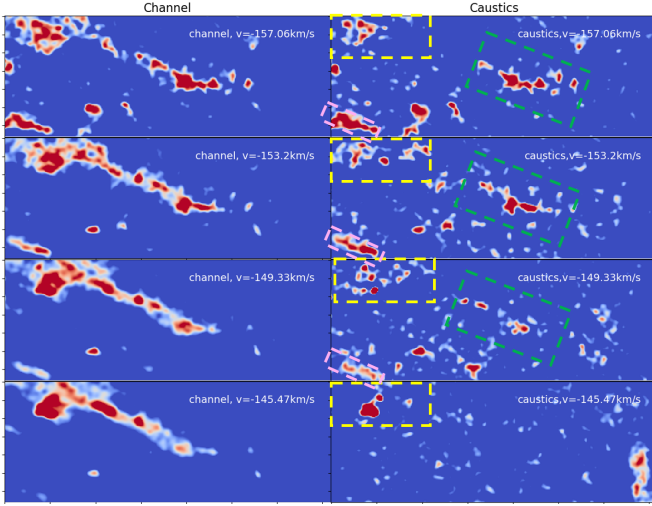 Channel
Caustics
channel, v=-157.06km/s
caustics,v=-157.06km/s
channel, v=-153.2km/s
caustics,v=-153.2km/s
channel, v=-149.33km/s
caustics,v=-149.33km/s
channel, v=-145.47km/s
caustics,v=-145.47km/s